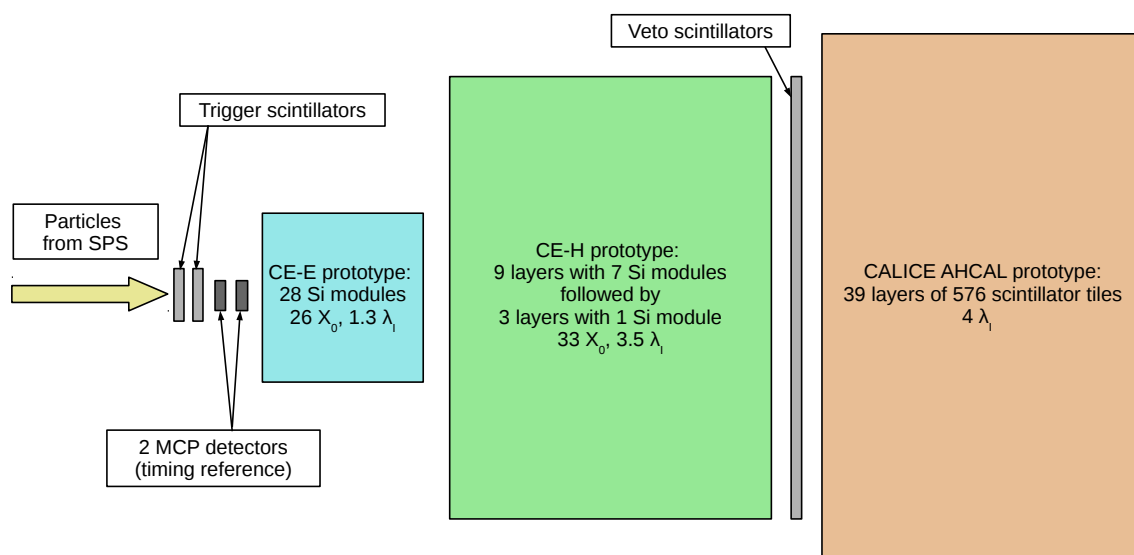 Veto scintillators
Trigger scintillators
Particles
from SPS
CE-E prototype:
28 Si modules
26 X₀, 1.3 λI
CE-H prototype:
9 layers with 7 Si modules
followed by
3 layers with 1 Si module
33 X₀, 3.5 λI
CALICE AHCAL prototype:
39 layers of 576 scintillator tiles
4 λI
2 MCP detectors
(timing reference)